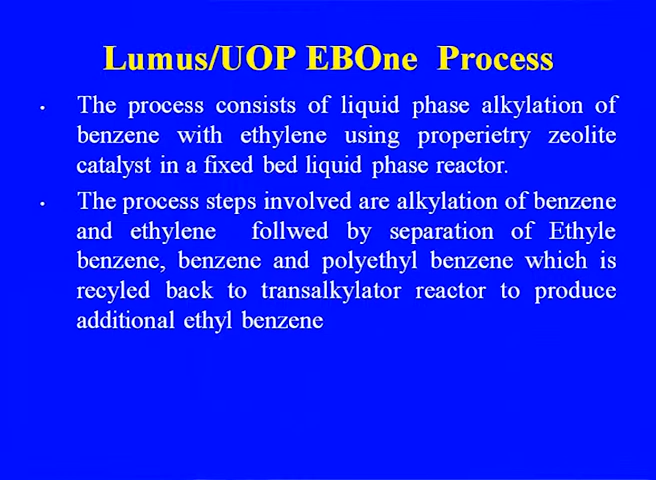 Lumus/UOP EBOne Process
• The process consists of liquid phase alkylation of
benzene with ethylene using properietry zeolite
catalyst in a fixed bed liquid phase reactor.
• The process steps involved are alkylation of benzene
and ethylene follwed by separation of Ethyle
benzene, benzene and polyethyl benzene which is
recyled back to transalkylator reactor to produce
additional ethyl benzene